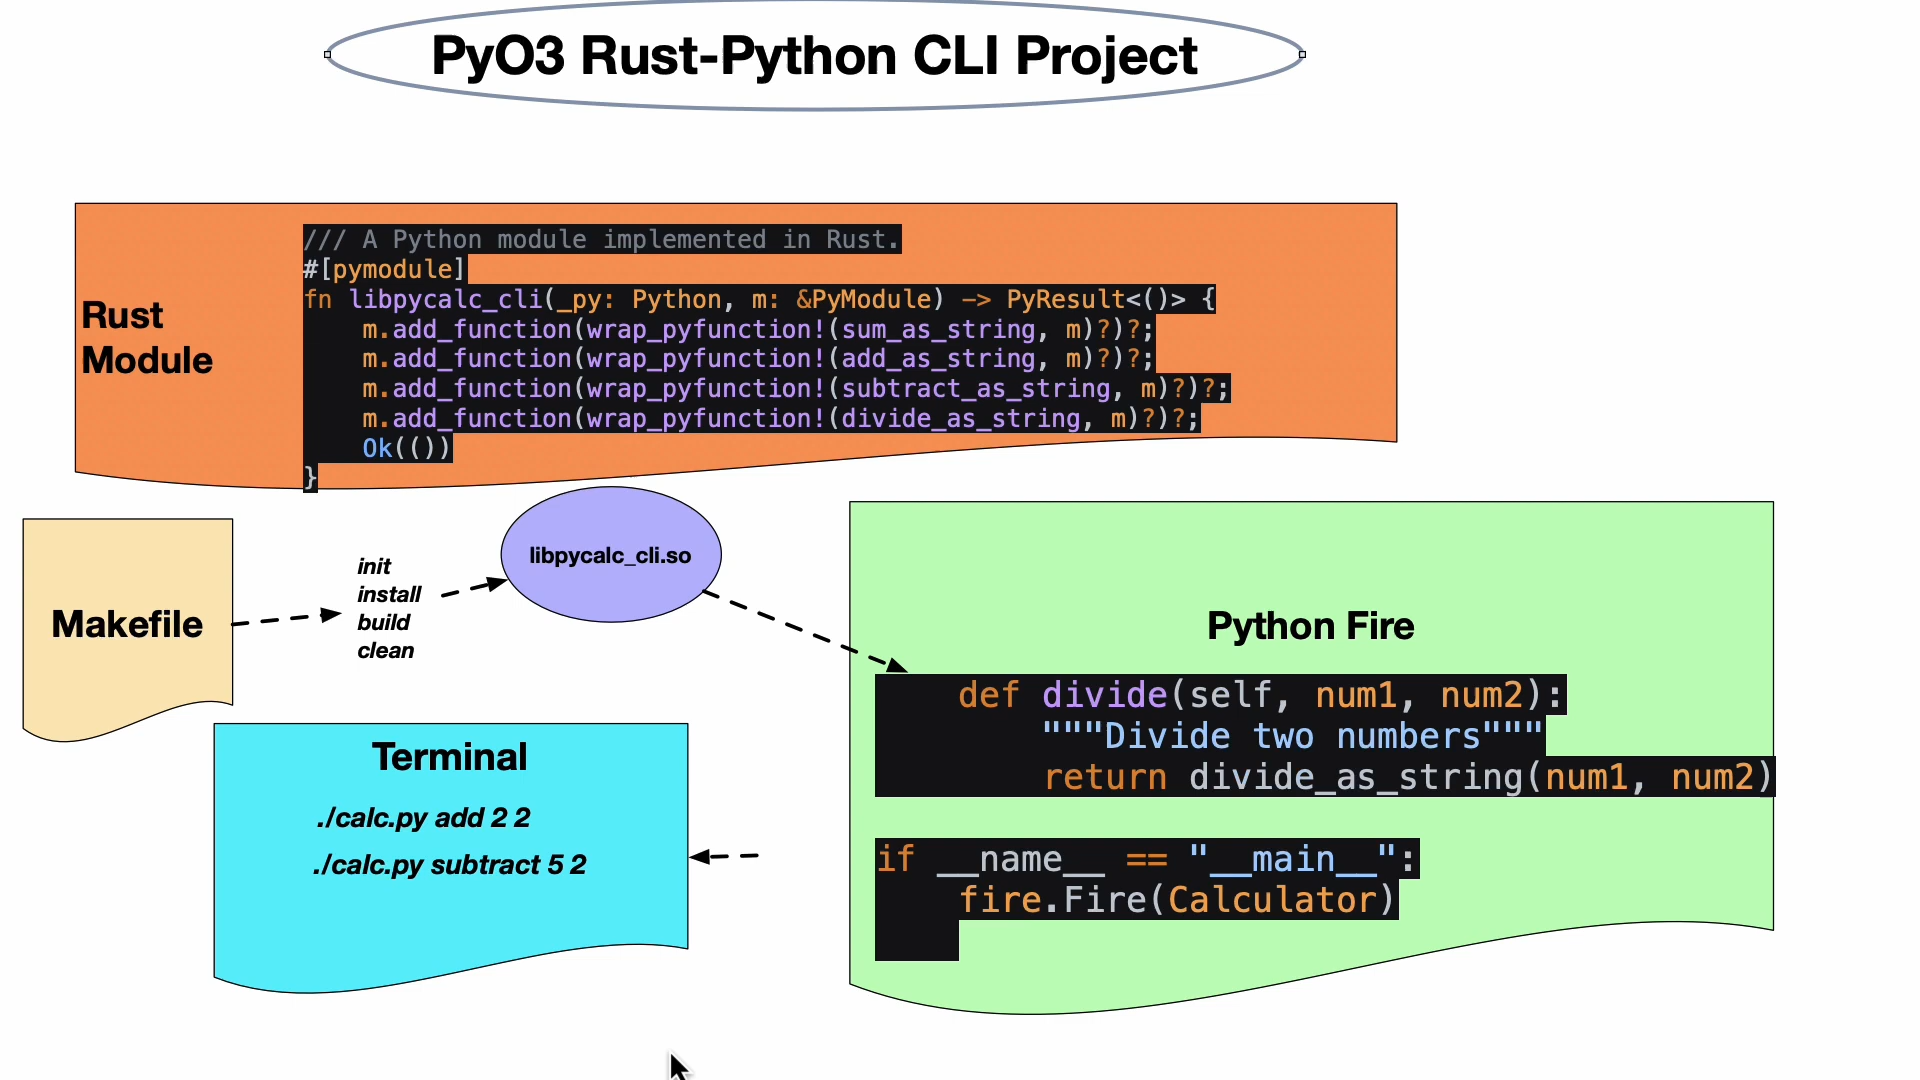 PyO3 Rust-Python CLI Project
Rust
Module
/// A Python module implemented in Rust.
#[pymodule]
fn libpycalc_cli(_py: Python, m: &PyModule) -> PyResult<()> {
    m.add_function(wrap_pyfunction!(sum_as_string, m)?)?;
    m.add_function(wrap_pyfunction!(add_as_string, m)?)?;
    m.add_function(wrap_pyfunction!(subtract_as_string, m)?)?;
    m.add_function(wrap_pyfunction!(divide_as_string, m)?)?;
    Ok(())
}
Makefile
init
install
build
clean
libpycalc_cli.so
Python Fire
    def divide(self, num1, num2):
        """Divide two numbers"""
        return divide_as_string(num1, num2)
if __name__ == "__main__":
    fire.Fire(Calculator)
Terminal
./calc.py add 2 2
./calc.py subtract 5 2